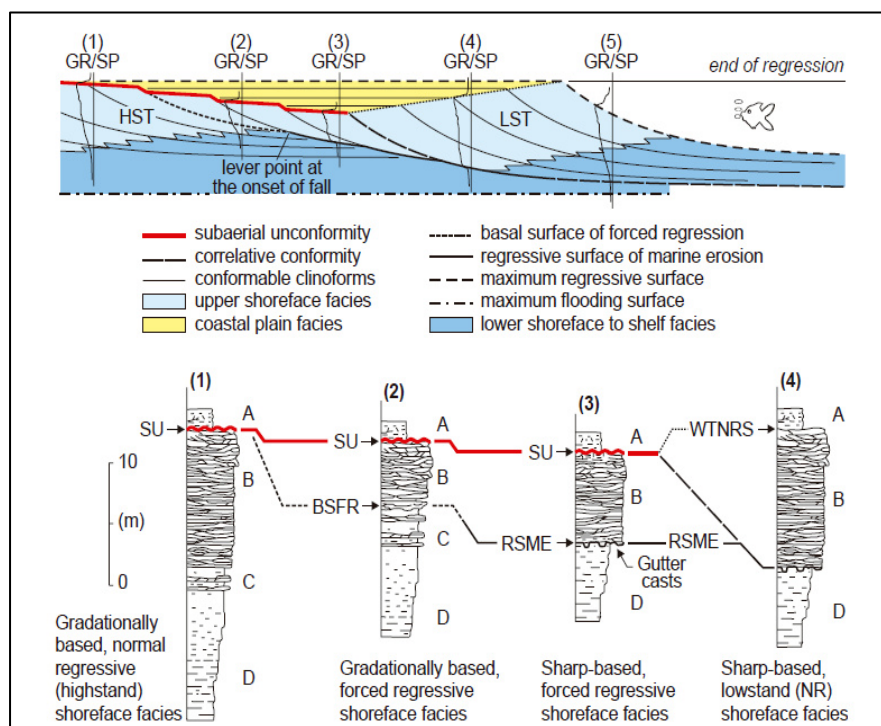 (1) (2) (3) (4) (5)
GR/SP GR/SP GR/SP GR/SP GR/SP
end of regression
HST
LST
lever point at
the onset of fall
subaerial unconformity
correlative conformity
conformable clinoforms
upper shoreface facies
coastal plain facies
basal surface of forced regression
regressive surface of marine erosion
maximum regressive surface
maximum flooding surface
lower shoreface to shelf facies
(1)
SU
A
B
C
D
10
(m)
0
Gradationally
based, normal
regressive
(highstand)
shoreface facies
(2)
SU
A
B
BSFR
C
D
Gradationally based,
forced regressive
shoreface facies
(3)
SU
A
B
RSME
RSME
Gutter
casts
D
Sharp-based,
forced regressive
shoreface facies
(4)
WTNRS
A
B
D
Sharp-based,
lowstand (NR)
shoreface facies